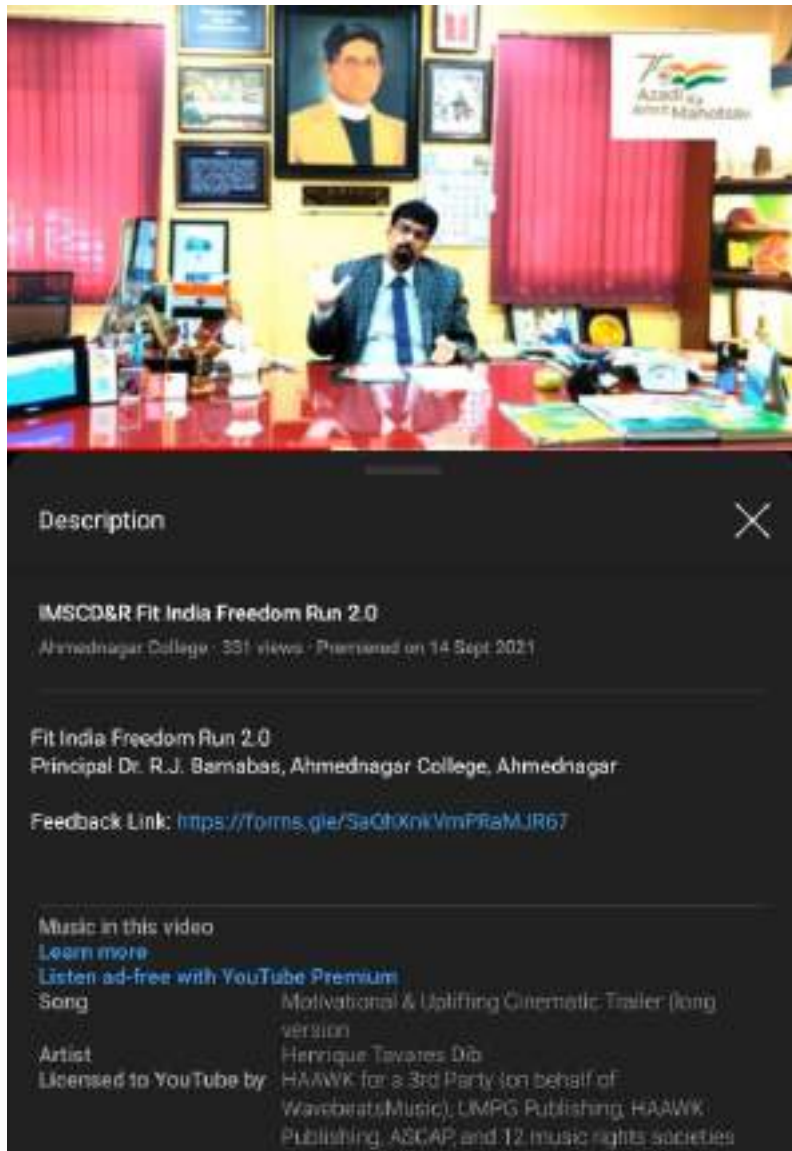 Azadi Ka
Amrit Mahotsav
Description
IMSCD&R Fit India Freedom Run 2.0
Ahmednagar College · 331 views · Premiered on 14 Sept 2021
Fit India Freedom Run 2.0
Principal Dr. R.J. Barnabas, Ahmednagar College, Ahmednagar
Feedback Link:
Music in this video
Learn more
Listen ad-free with YouTube Premium
Song Motivational & Uplifting Cinematic Trailer (long
version
Artist Henrique Tavares Dib
Licensed to YouTube by HAAWK for a 3rd Party (on behalf of
WavebeatsMusic), UMPG Publishing, HAAWK
Publishing, ASCAP, and 12 music rights societies